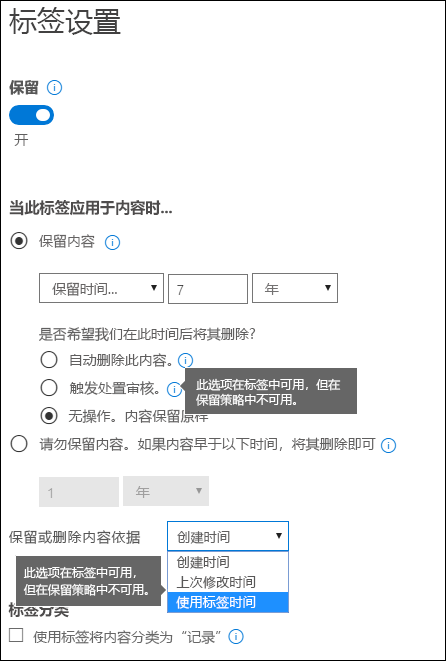 标签设置
保留
开
当此标签应用于内容时...
保留内容
保留时间... 7 年
是否希望我们在此时间后将其删除?
自动删除此内容。
触发处置审核。
此选项在标签中可用，但在
保留策略中不可用。
无操作。内容保留原样
请勿保留内容。如果内容早于以下时间，将其删除即可
1 年
保留或删除内容依据 创建时间
创建时间
上次修改时间
使用标签时间
此选项在标签中可用，
但在保留策略中不可用。
标签分类
使用标签将内容分类为“记录”